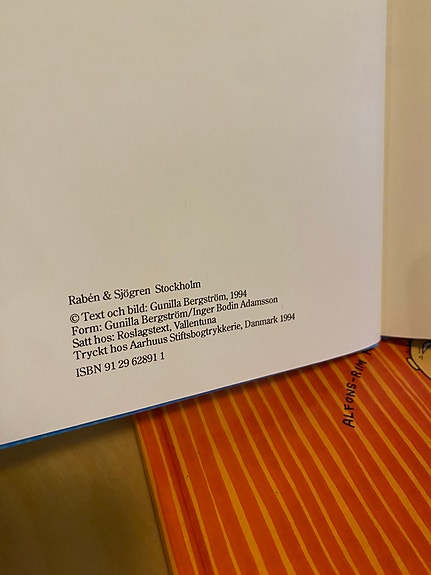 Rabén & Sjögren Stockholm
© Text och bild: Gunilla Bergström, 1994
Form: Gunilla Bergström/Inger Bodin Adamsson
Satt hos: Roslagstext, Vallentuna
Tryckt hos Aarhuus Stiftsbogtrykkerie, Danmark 1994
ISBN 91 29 62891 1
ALFONS-RIM